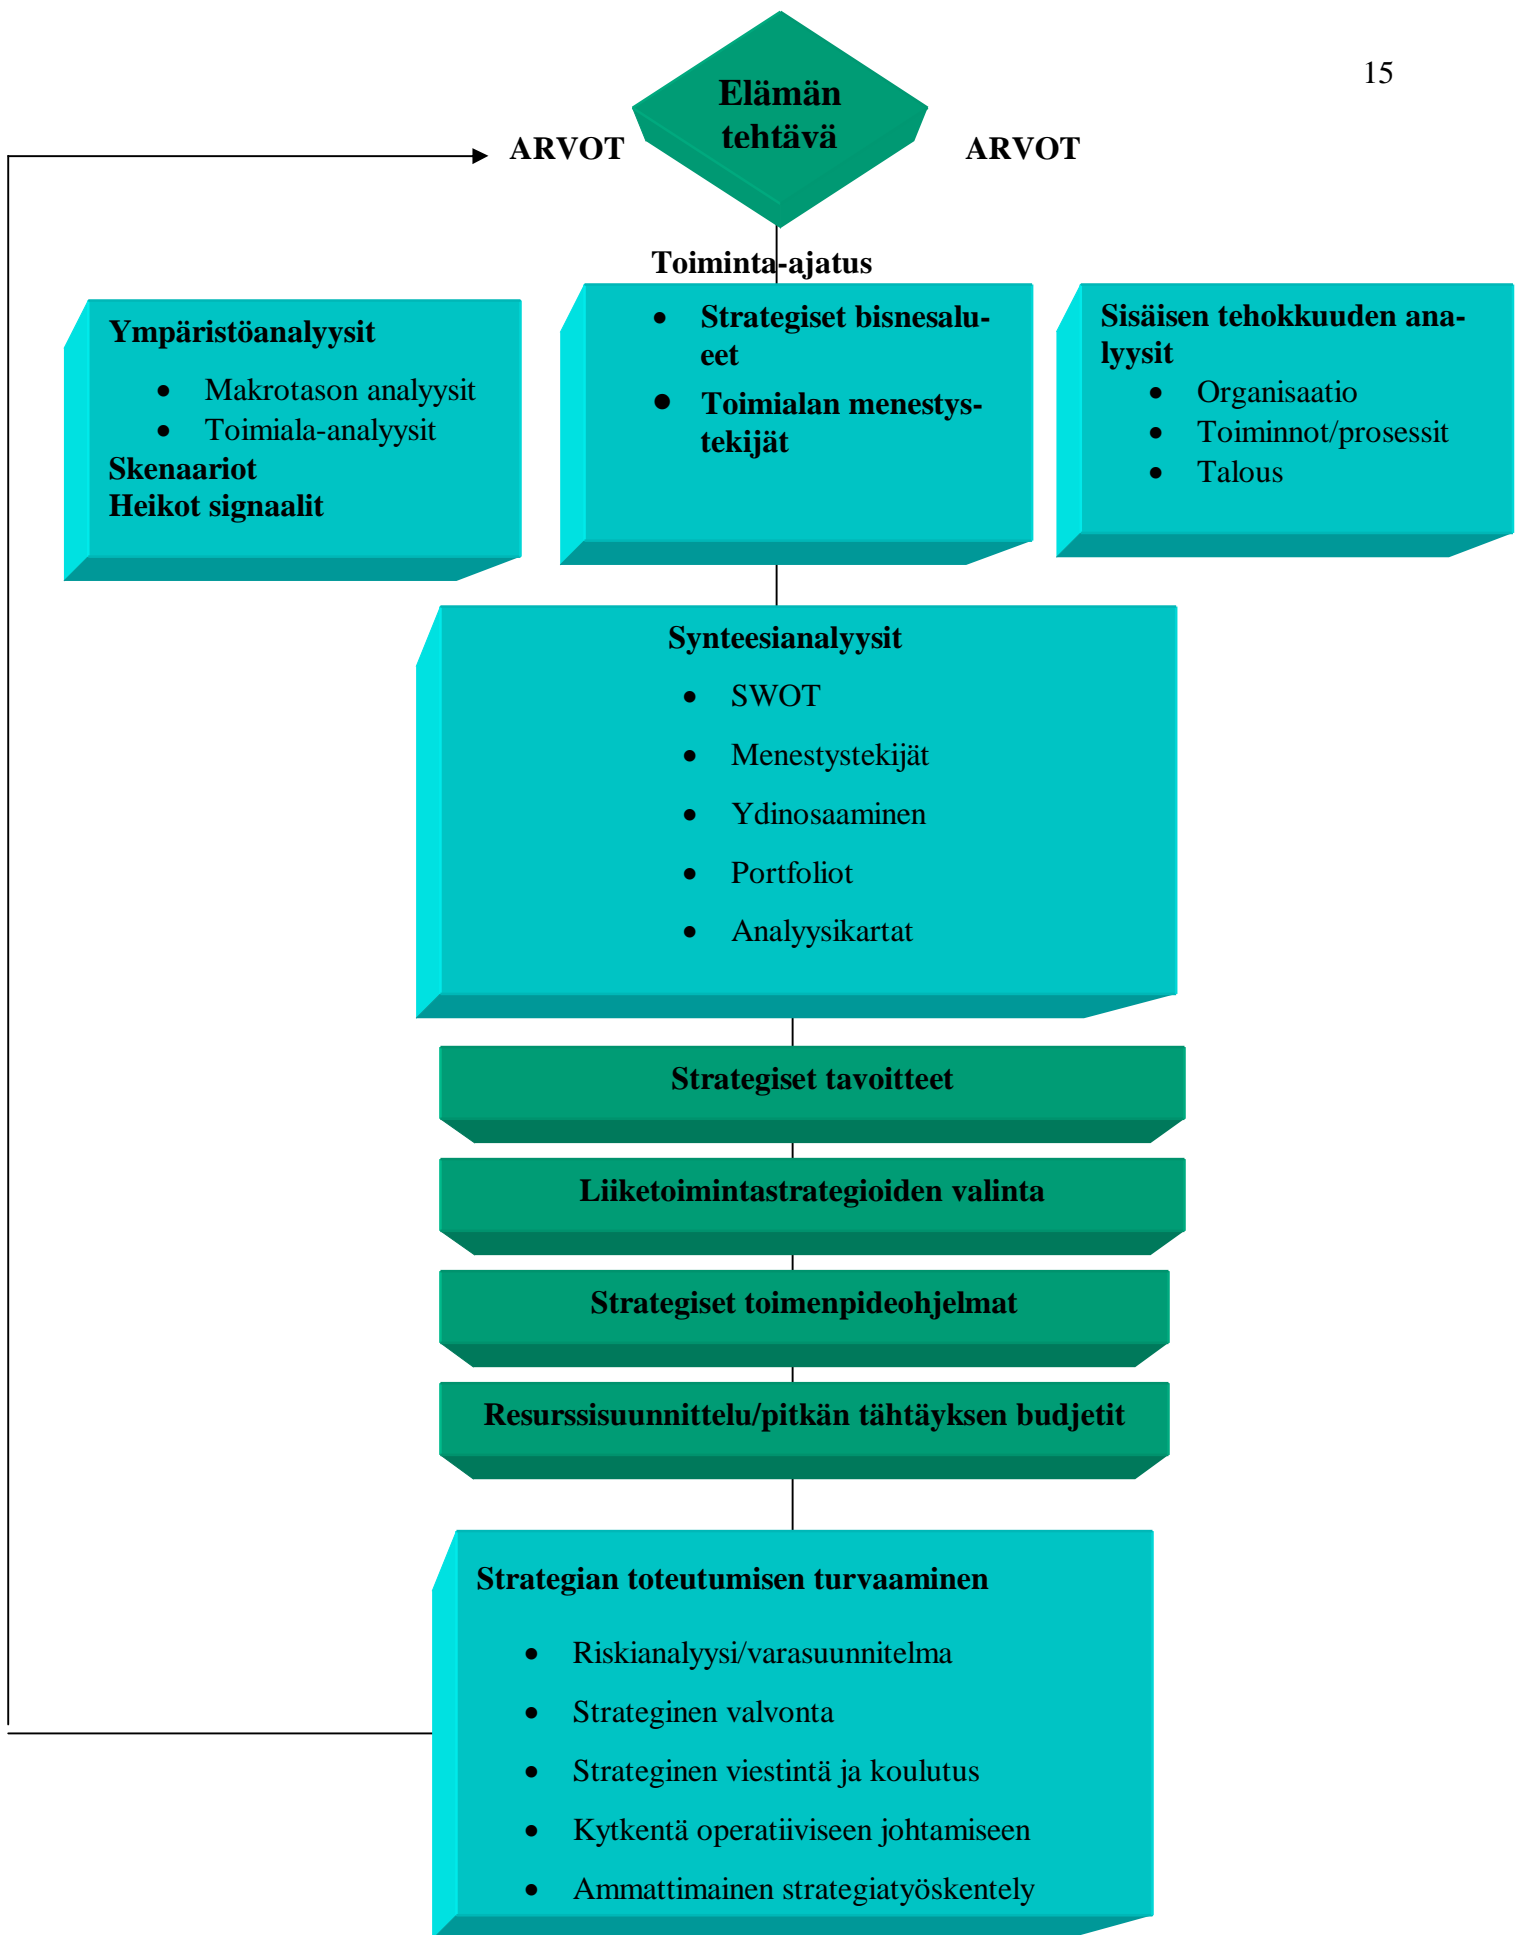 15
Elämän
tehtävä
ARVOT
ARVOT
Toiminta-ajatus
Ympäristöanalyysit
• Makrotason analyysit
• Toimiala-analyysit
Skenaariot
Heikot signaalit
• Strategiset bisnesalu-
eet
• Toimialan menestys-
tekijät
Sisäisen tehokkuuden ana-
lyysit
• Organisaatio
• Toiminnot/prosessit
• Talous
Synteesianalyysit
• SWOT
• Menestystekijät
• Ydinosaaminen
• Portfoliot
• Analyysikartat
Strategiset tavoitteet
Liiketoimintastrategioiden valinta
Strategiset toimenpideohjelmat
Resurssisuunnittelu/pitkän tähtäyksen budjetit
Strategian toteutumisen turvaaminen
• Riskianalyysi/varasuunnitelma
• Strateginen valvonta
• Strateginen viestintä ja koulutus
• Kytkentä operatiiviseen johtamiseen
• Ammattimainen strategiatyöskentely